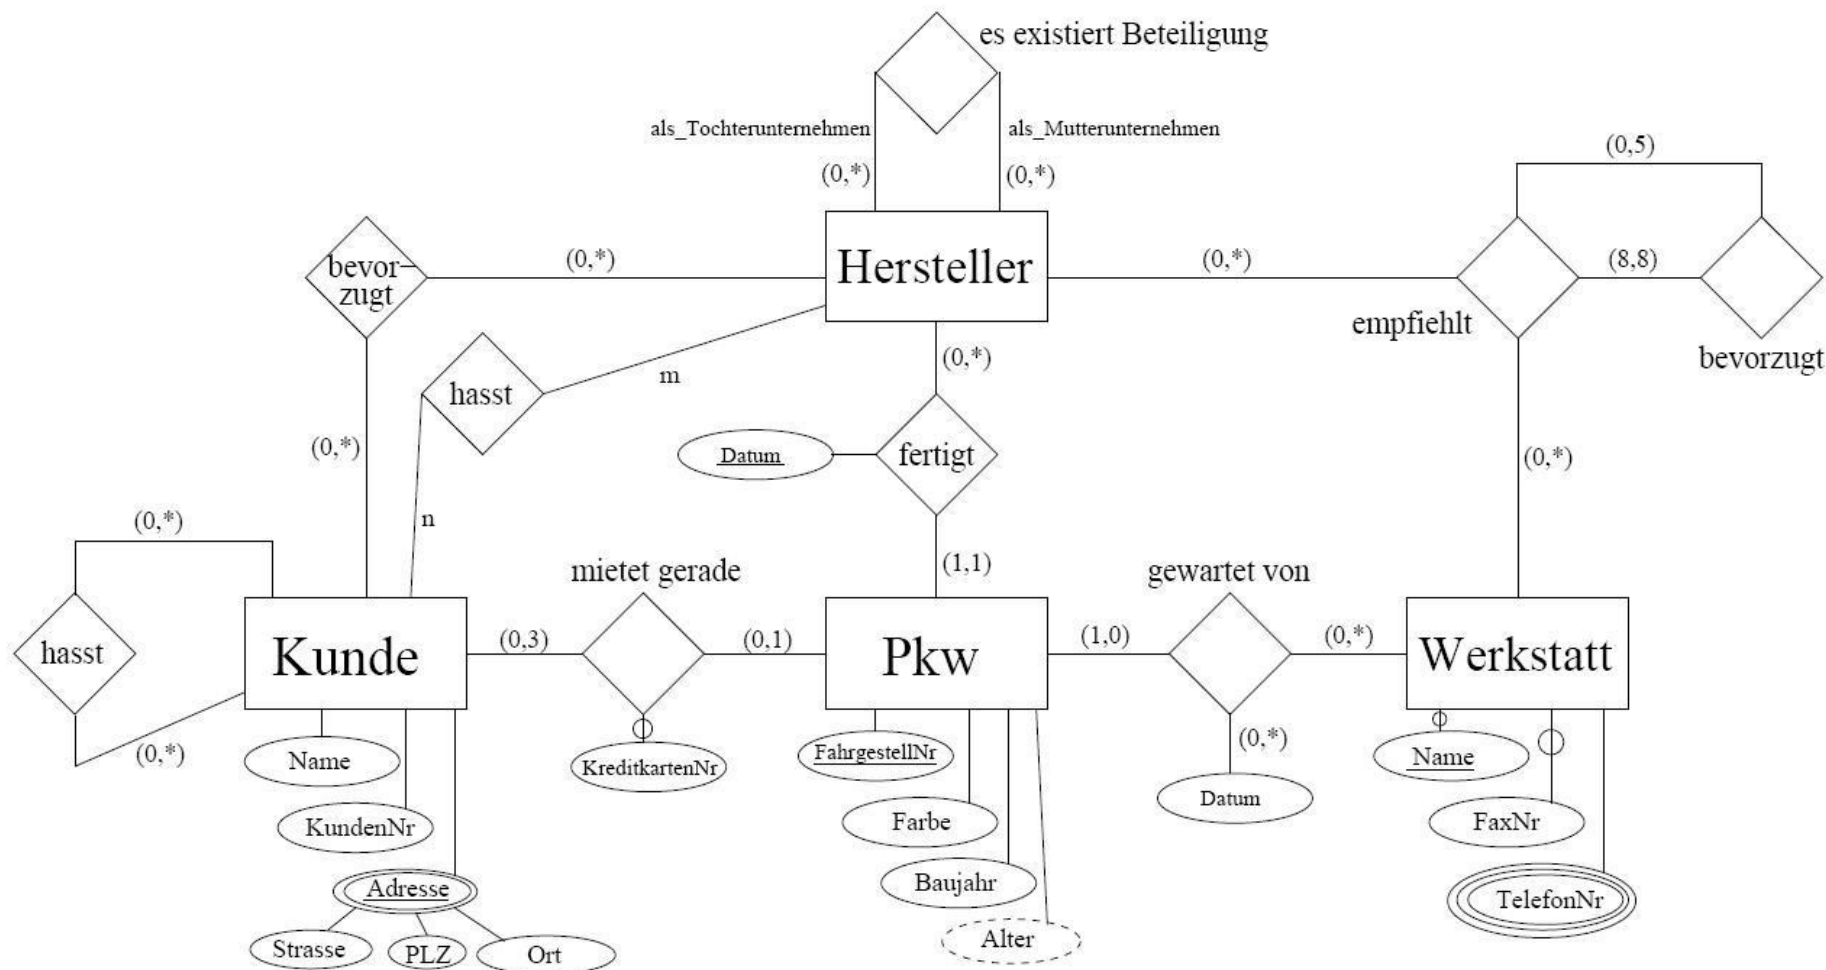 es existiert Beteiligung
als_Tochterunternehmen
als_Mutterunternehmen
(0,5)
(0,*)
(0,*)
bevor–
zugt
(0,*)
Hersteller
(0,*)
(8,8)
empfiehlt
bevorzugt
(0,*)
hasst
m
(0,*)
Datum
fertigt
(0,*)
n
(0,*)
mietet gerade
(1,1)
gewartet von
hasst
Kunde
(0,3)
(0,1)
Pkw
(1,0)
(0,*)
Werkstatt
(0,*)
Name
KreditkartenNr
FahrgestellNr
(0,*)
Name
KundenNr
Farbe
Datum
FaxNr
Adresse
Baujahr
TelefonNr
Strasse
PLZ
Ort
Alter